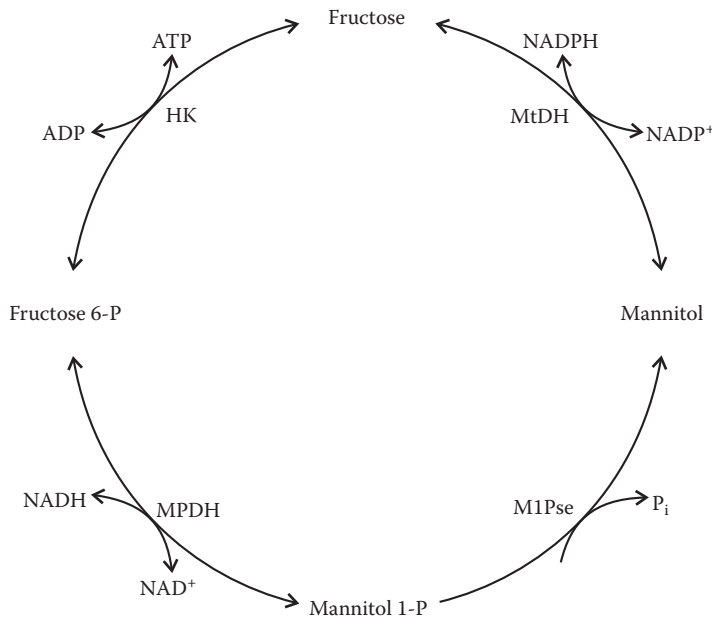 Fructose
ATP
NADPH
HK
MtDH
ADP
NADP⁺
Fructose 6-P
Mannitol
NADH
MPDH
M1Pse
Pᵢ
NAD⁺
Mannitol 1-P